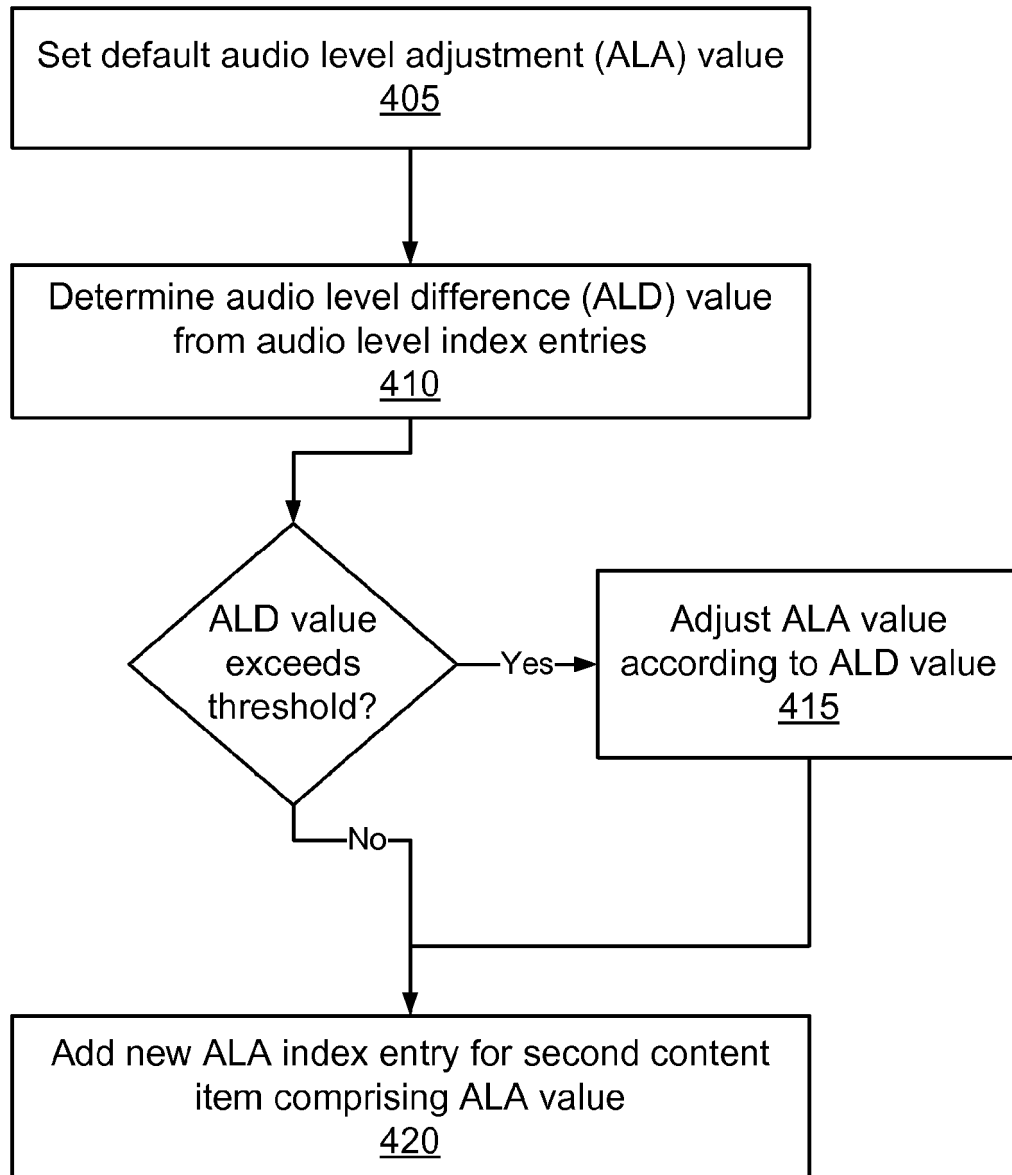 Set default audio level adjustment (ALA) value
405
Determine audio level difference (ALD) value
from audio level index entries
410
ALD value
exceeds
threshold?
Yes
Adjust ALA value
according to ALD value
415
No
Add new ALA index entry for second content
item comprising ALA value
420